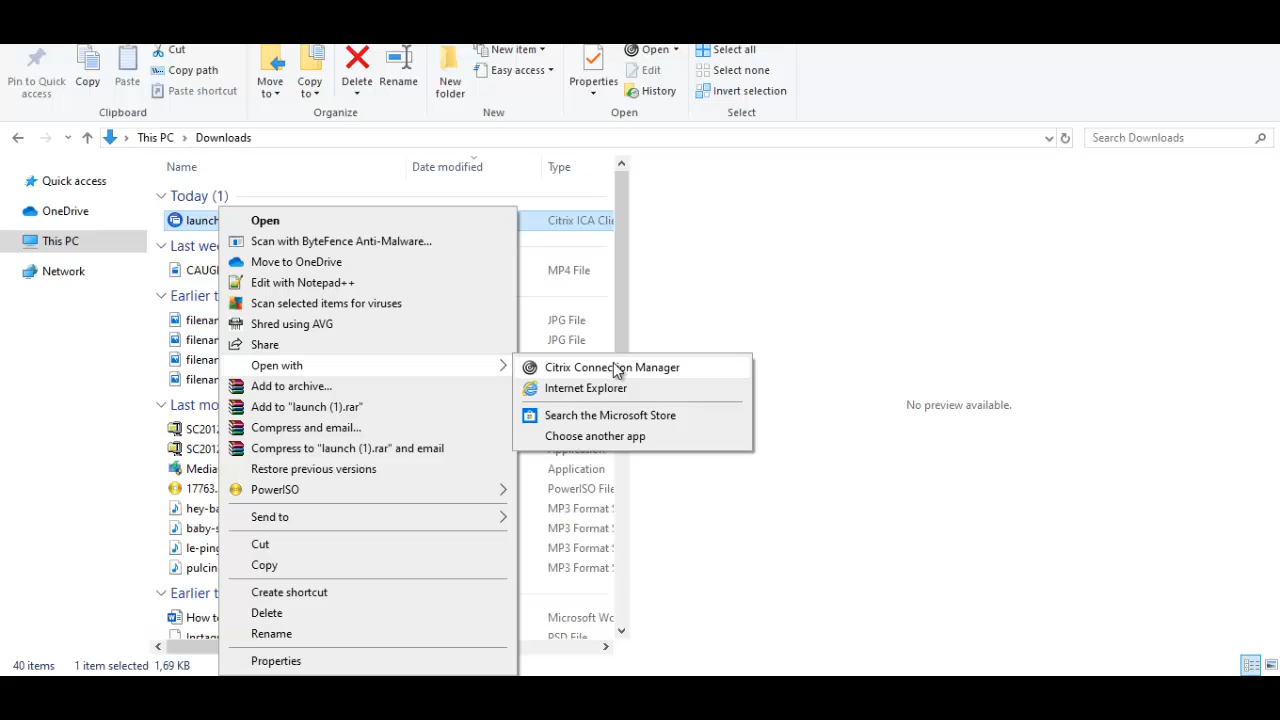 Pin to Quick access
Copy
Paste
Cut
Copy path
Paste shortcut
Clipboard
Move to
Copy to
Delete
Rename
Organize
New folder
New item
Easy access
New
Properties
Open
Edit
History
Open
Select all
Select none
Invert selection
Select
This PC
Downloads
Search Downloads
Quick access
OneDrive
This PC
Network
Name
Date modified
Type
Today (1)
launch
Citrix ICA Clie
Last we
CAUG
MP4 File
Earlier t
filenar
JPG File
filenar
JPG File
filenar
filenar
Last mo
SC2012
SC2012
Application
Media
Application
17763.
PowerISO File
hey-ba
MP3 Format S
baby-s
MP3 Format S
le-ping
MP3 Format S
pulcin
MP3 Format S
Earlier t
How to
Microsoft Wo
Instag
PSD File
Open
Scan with ByteFence Anti-Malware...
Move to OneDrive
Edit with Notepad++
Scan selected items for viruses
Shred using AVG
Share
Open with
Add to archive...
Add to "launch (1).rar"
Compress and email...
Compress to "launch (1).rar" and email
Restore previous versions
PowerISO
Send to
Cut
Copy
Create shortcut
Delete
Rename
Properties
Citrix Connection Manager
Internet Explorer
Search the Microsoft Store
Choose another app
No preview available.
40 items
1 item selected 1,69 KB